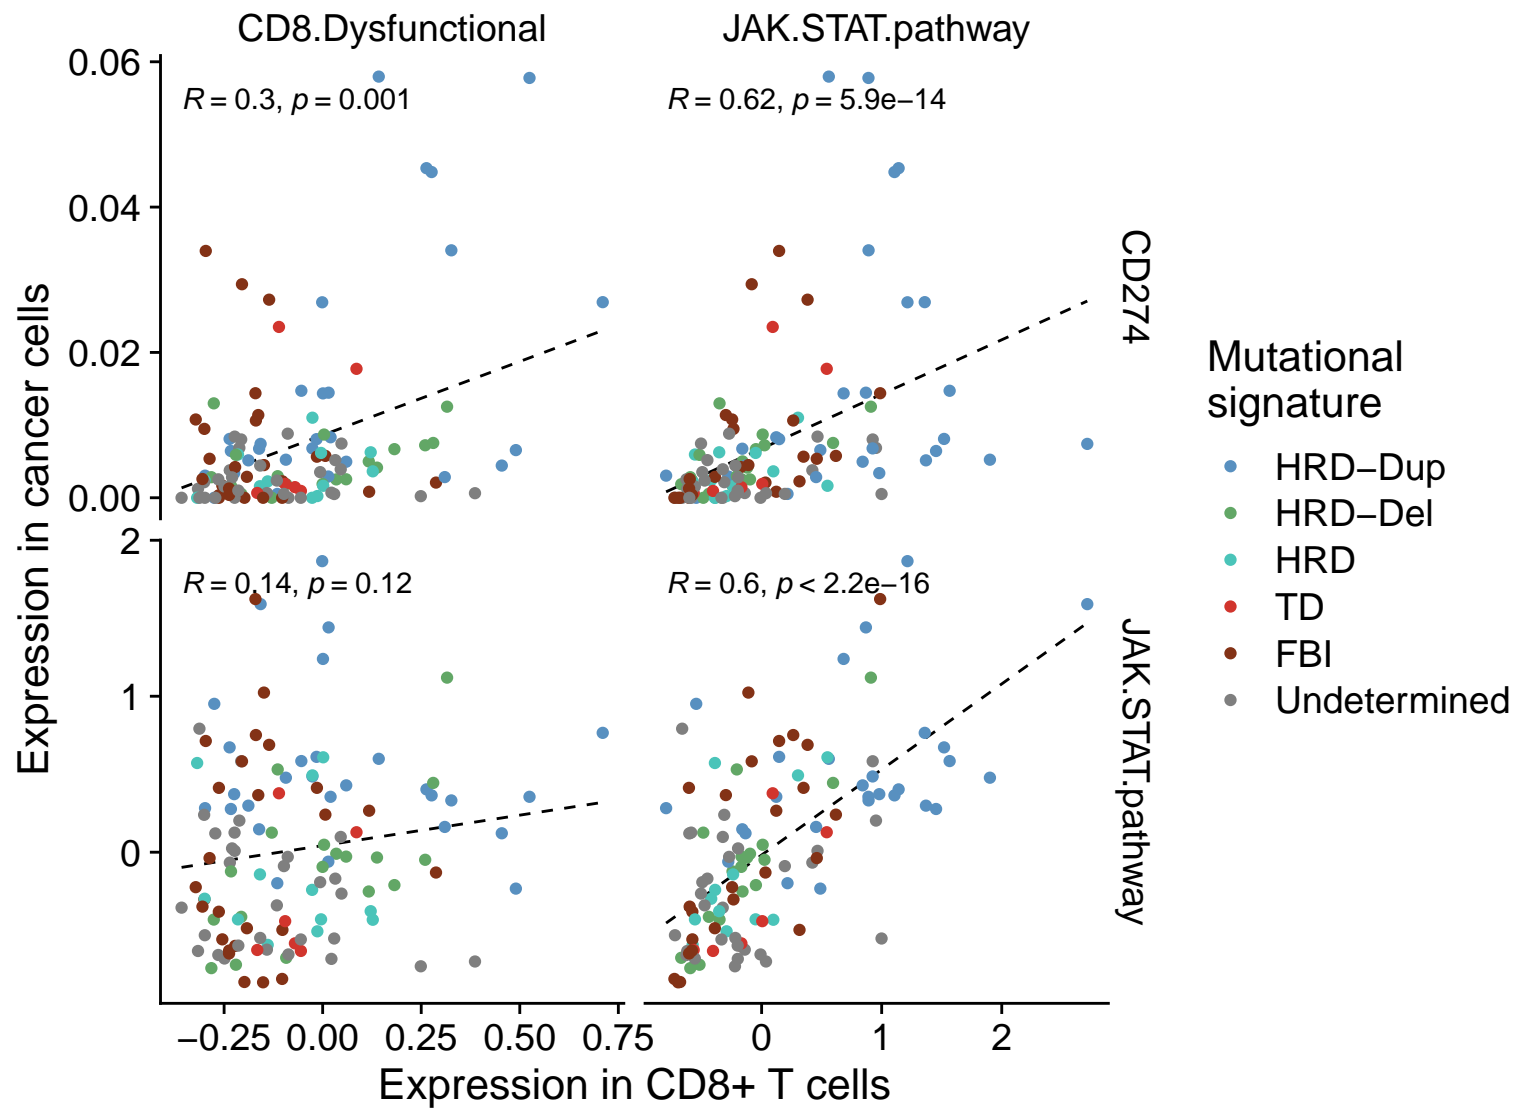 CD8.Dysfunctional
JAK.STAT.pathway
0.06
0.04
0.02
0.00
R = 0.3, p = 0.001
R = 0.62, p = 5.9e−14
CD274
2
1
0
R = 0.14, p = 0.12
R = 0.6, p < 2.2e−16
JAK.STAT.pathway
Expression in cancer cells
−0.25 0.00 0.25 0.50 0.75
0 1 2
Expression in CD8+ T cells
Mutational
signature
HRD−Dup
HRD−Del
HRD
TD
FBI
Undetermined